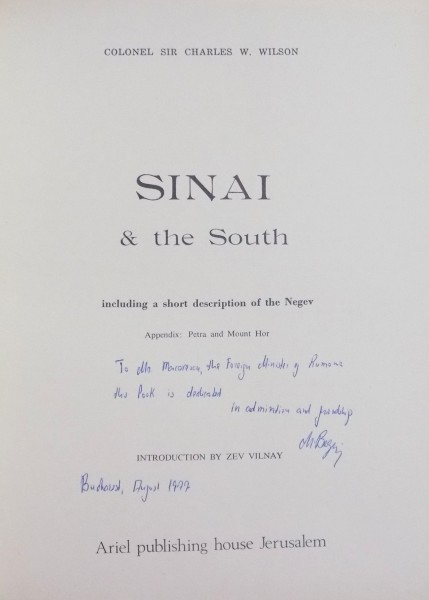 COLONEL SIR CHARLES W. WILSON
SINAI
& the South
including a short description of the Negev
Appendix: Petra and Mount Hor
To Mr. the Foreign Minister of Rumania
this book is dedicated
in admiration and friendship
M Begin
INTRODUCTION BY ZEV VILNAY
Bucharest, August 1977
Ariel publishing house Jerusalem